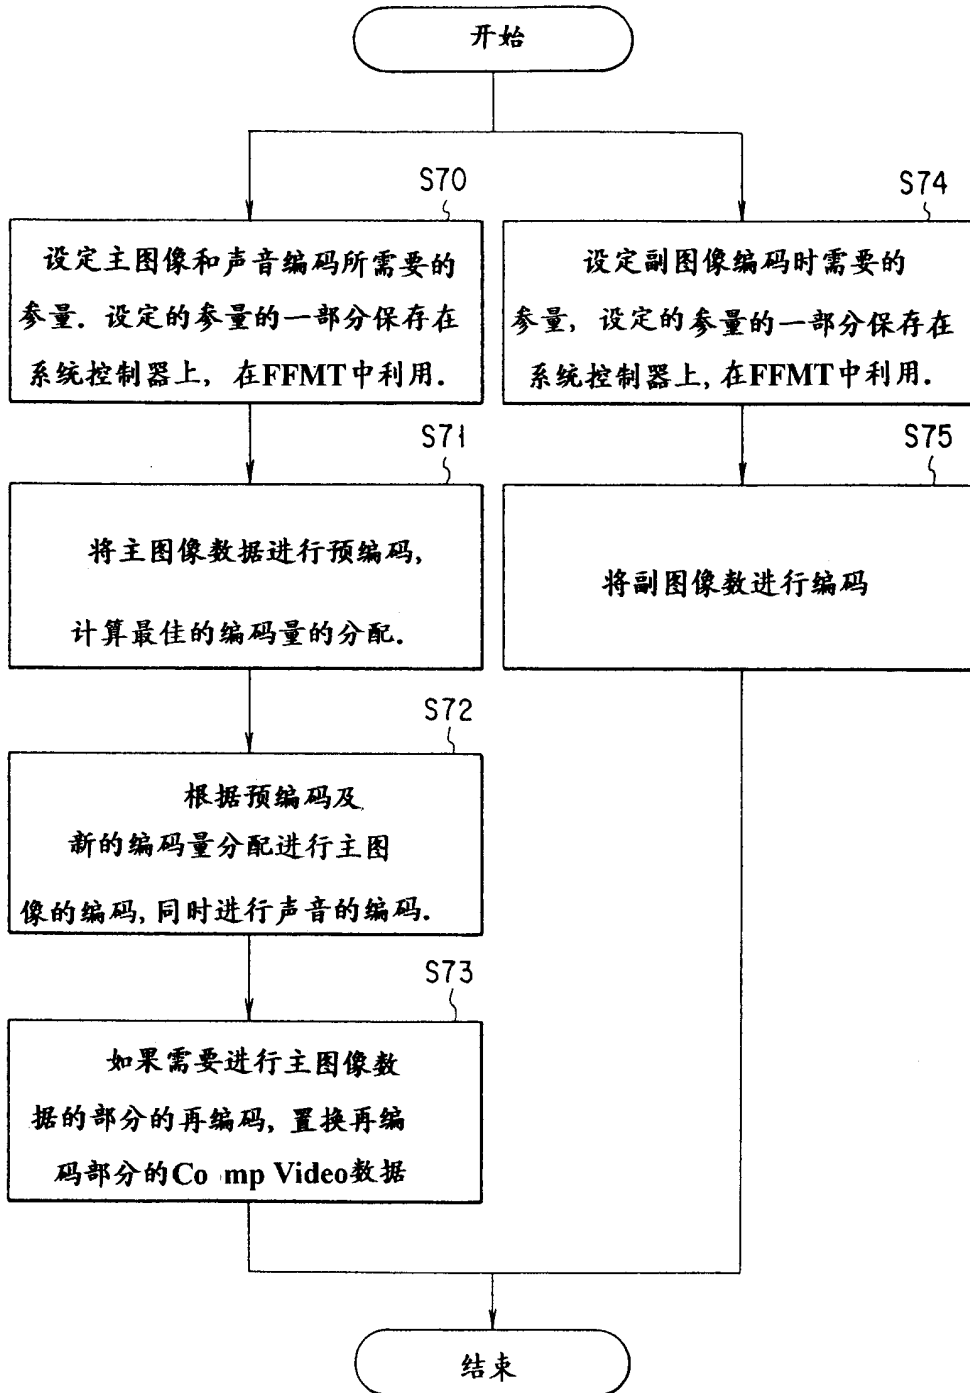 开始
S70
设定主图像和声音编码所需要的
参量. 设定的参量的一部分保存在
系统控制器上, 在FFMT中利用.
S71
将主图像数据进行预编码,
计算最佳的编码量的分配.
S72
根据预编码及
新的编码量分配进行主图
像的编码, 同时进行声音的编码.
S73
如果需要进行主图像数
据的部分的再编码, 置换再编
码部分的Co mp Video数据
S74
设定副图像编码时需要的
参量, 设定的参量的一部分保存在
系统控制器上, 在FFMT中利用.
S75
将副图像数进行编码
结束